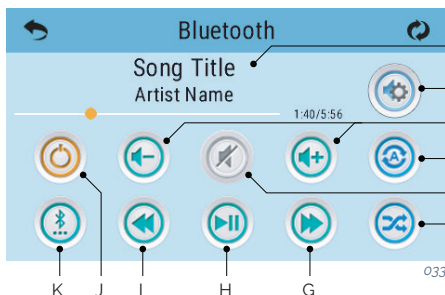 Bluetooth
Song Title
Artist Name
1:40/5:56
A
033
K J I H G